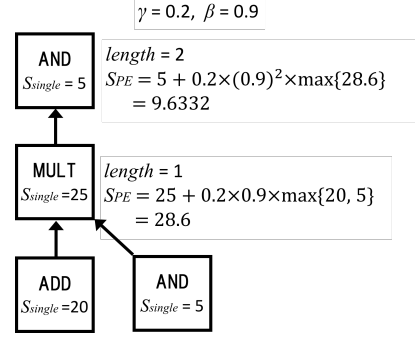 γ = 0.2, β = 0.9
AND
Ssingle = 5
length = 2
SPE = 5 + 0.2×(0.9)²×max{28.6}
= 9.6332
MULT
Ssingle =25
length = 1
SPE = 25 + 0.2×0.9×max{20, 5}
= 28.6
ADD
Ssingle =20
AND
Ssingle = 5